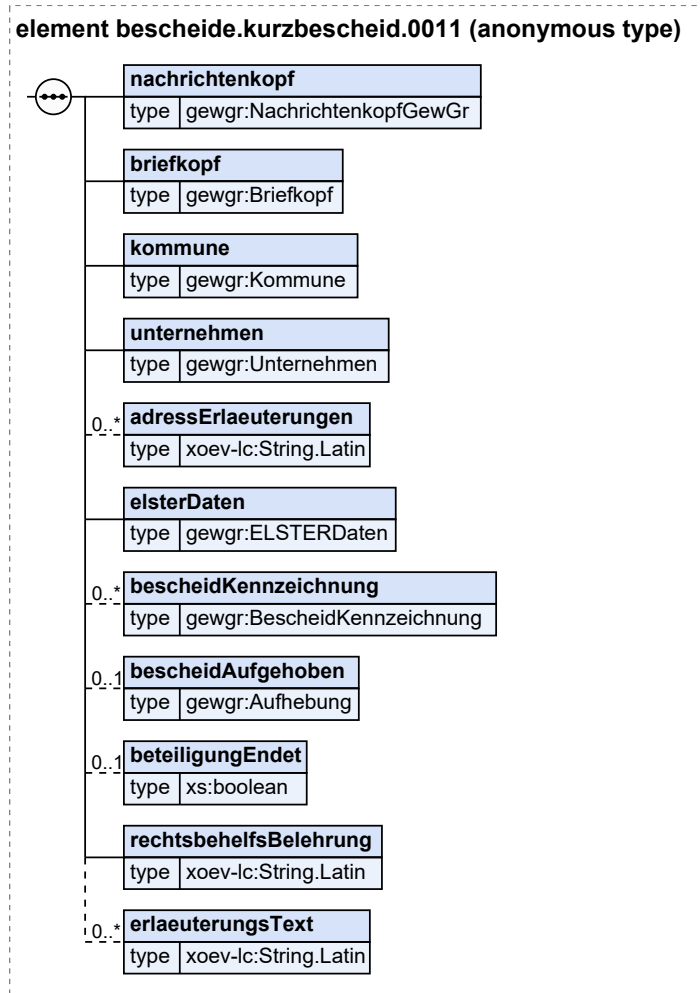 element bescheide.kurzbescheid.0011 (anonymous type)
nachrichtenkopf
type gewgr:NachrichtenkopfGewGr
briefkopf
type gewgr:Briefkopf
kommune
type gewgr:Kommune
unternehmen
type gewgr:Unternehmen
0..* adressErlaeuterungen
type xoev-lc:String.Latin
elsterDaten
type gewgr:ELSTERDaten
0..* bescheidKennzeichnung
type gewgr:BescheidKennzeichnung
0..1 bescheidAufgehoben
type gewgr:Aufhebung
0..1 beteiligungEndet
type xs:boolean
rechtsbehelfsBelehrung
type xoev-lc:String.Latin
0..* erlaeuterungsText
type xoev-lc:String.Latin